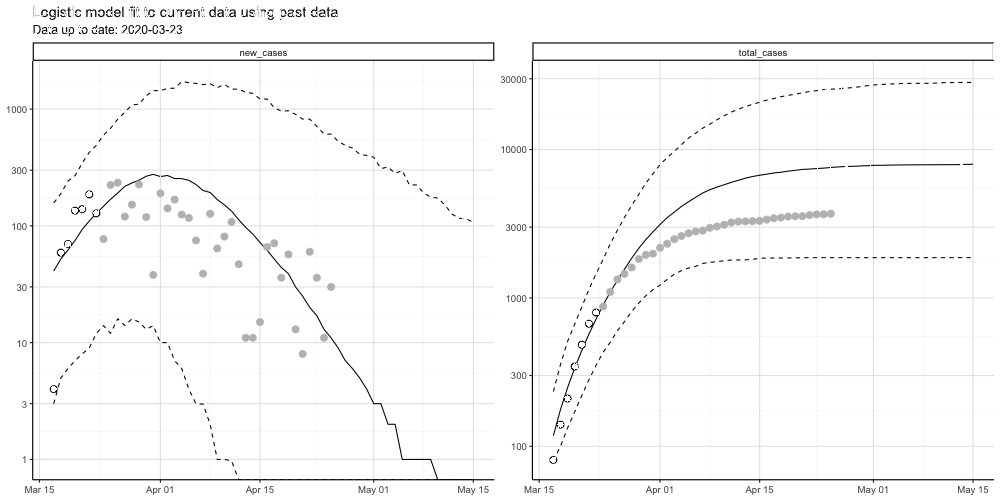 Logistic model fit to current data using past data
Data up to date: 2020-03-23
new_cases
total_cases
1000
300
100
30
10
3
1
Mar 15
Apr 01
Apr 15
May 01
May 15
30000
10000
3000
1000
300
100
Mar 15
Apr 01
Apr 15
May 01
May 15